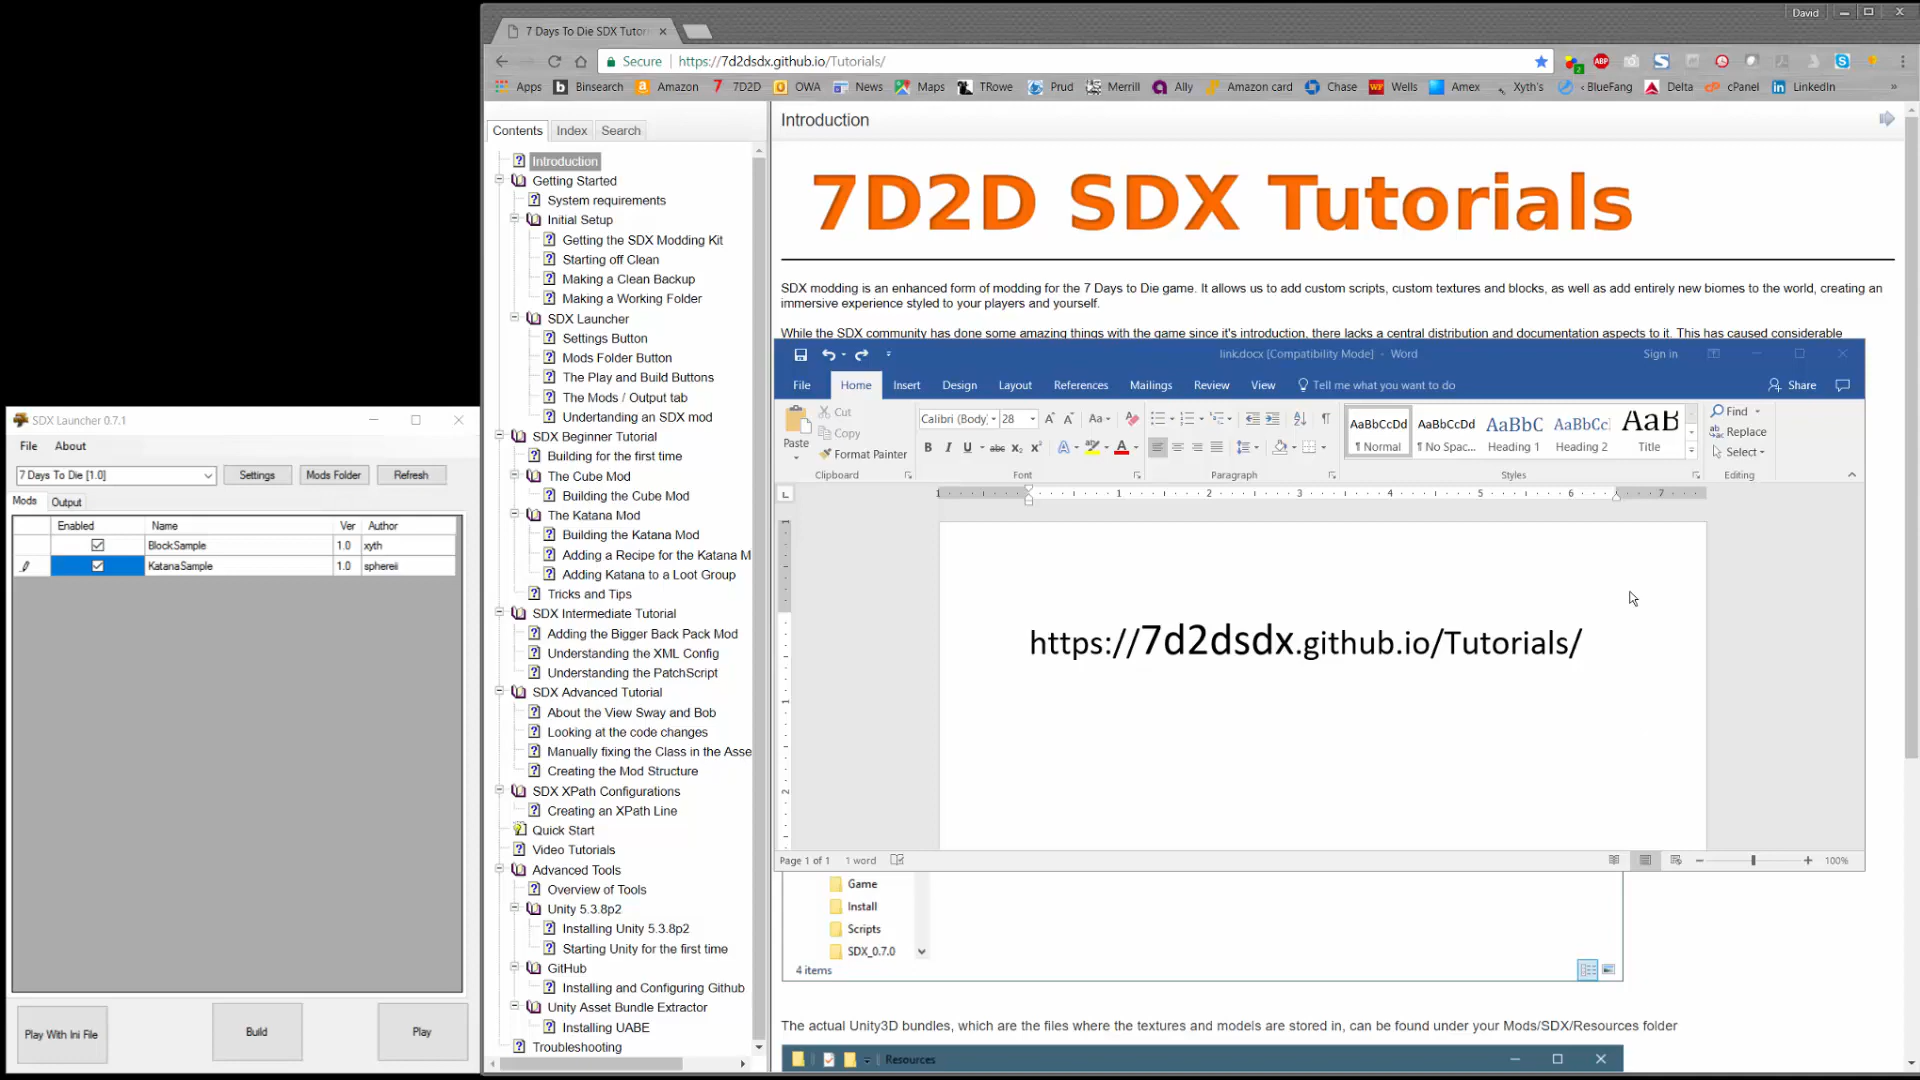 SDX Launcher 0.7.1
File About
7 Days To Die [1.0] Settings Mods Folder Refresh
Mods Output
Enabled Name Ver Author
BlockSample 1.0 xyth
KatanaSample 1.0 sphereii
Play With Ini File Build Play
7 Days To Die SDX Tutor
David
Secure https://7d2dsdx.github.io/Tutorials/
Apps Binsearch Amazon 7D2D OWA News Maps TRowe Prud Merrill Ally Amazon card Chase Wells Amex Xyth's BlueFang Delta cPanel LinkedIn »
Contents Index Search
Introduction
Getting Started
System requirements
Initial Setup
Getting the SDX Modding Kit
Starting off Clean
Making a Clean Backup
Making a Working Folder
SDX Launcher
Settings Button
Mods Folder Button
The Play and Build Buttons
The Mods / Output tab
Undertanding an SDX mod
SDX Beginner Tutorial
Building for the first time
The Cube Mod
Building the Cube Mod
The Katana Mod
Building the Katana Mod
Adding a Recipe for the Katana M
Adding Katana to a Loot Group
Tricks and Tips
SDX Intermediate Tutorial
Adding the Bigger Back Pack Mod
Understanding the XML Config
Understanding the PatchScript
SDX Advanced Tutorial
About the View Sway and Bob
Looking at the code changes
Manually fixing the Class in the Asse
Creating the Mod Structure
SDX XPath Configurations
Creating an XPath Line
Quick Start
Video Tutorials
Advanced Tools
Overview of Tools
Unity 5.3.8p2
Installing Unity 5.3.8p2
Starting Unity for the first time
GitHub
Installing and Configuring Github
Unity Asset Bundle Extractor
Installing UABE
Troubleshooting
Introduction
7D2D SDX Tutorials
SDX modding is an enhanced form of modding for the 7 Days to Die game. It allows us to add custom scripts, custom textures and blocks, as well as add entirely new biomes to the world, creating an
immersive experience styled to your players and yourself.
While the SDX community has done some amazing things with the game since it's introduction, there lacks a central distribution and documentation aspects to it. This has caused considerable
link.docx [Compatibility Mode] - Word Sign in
File Home Insert Design Layout References Mailings Review View Tell me what you want to do Share
Paste Cut Copy Format Painter
Calibri (Body) 28 Aa
B I U abc X₂ X² A A
AaBbCcDd AaBbCcDd AaBbC AaBbCc AaB
¶ Normal ¶ No Spac... Heading 1 Heading 2 Title
Find Replace Select
Clipboard Font Paragraph Styles Editing
1 1 2 3 4 5 6 7
1
1
2
https://7d2dsdx.github.io/Tutorials/
Page 1 of 1 1 word 100%
Game
Install
Scripts
SDX_0.7.0
4 items
The actual Unity3D bundles, which are the files where the textures and models are stored in, can be found under your Mods/SDX/Resources folder
Resources